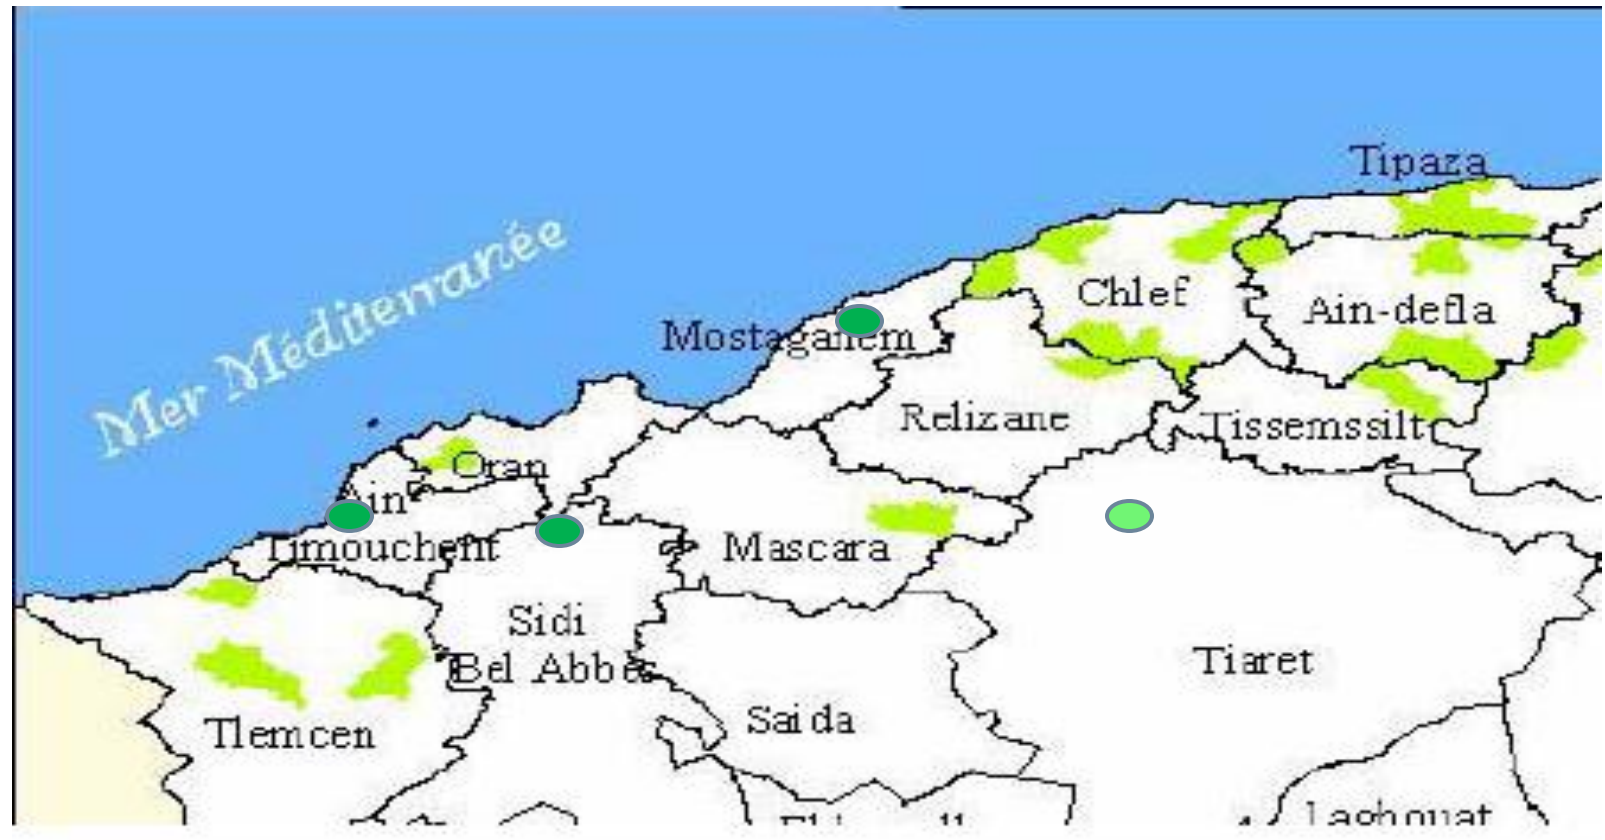 Tipaza
Mer Méditerranée
Chlef
Ain-defla
Mostaganem
Relizane
Tissemssilt
Oran
Ain
Timouchent
Mascara
Sidi
Bel Abbes
Tiaret
Saida
Tlemcen
Laghouat